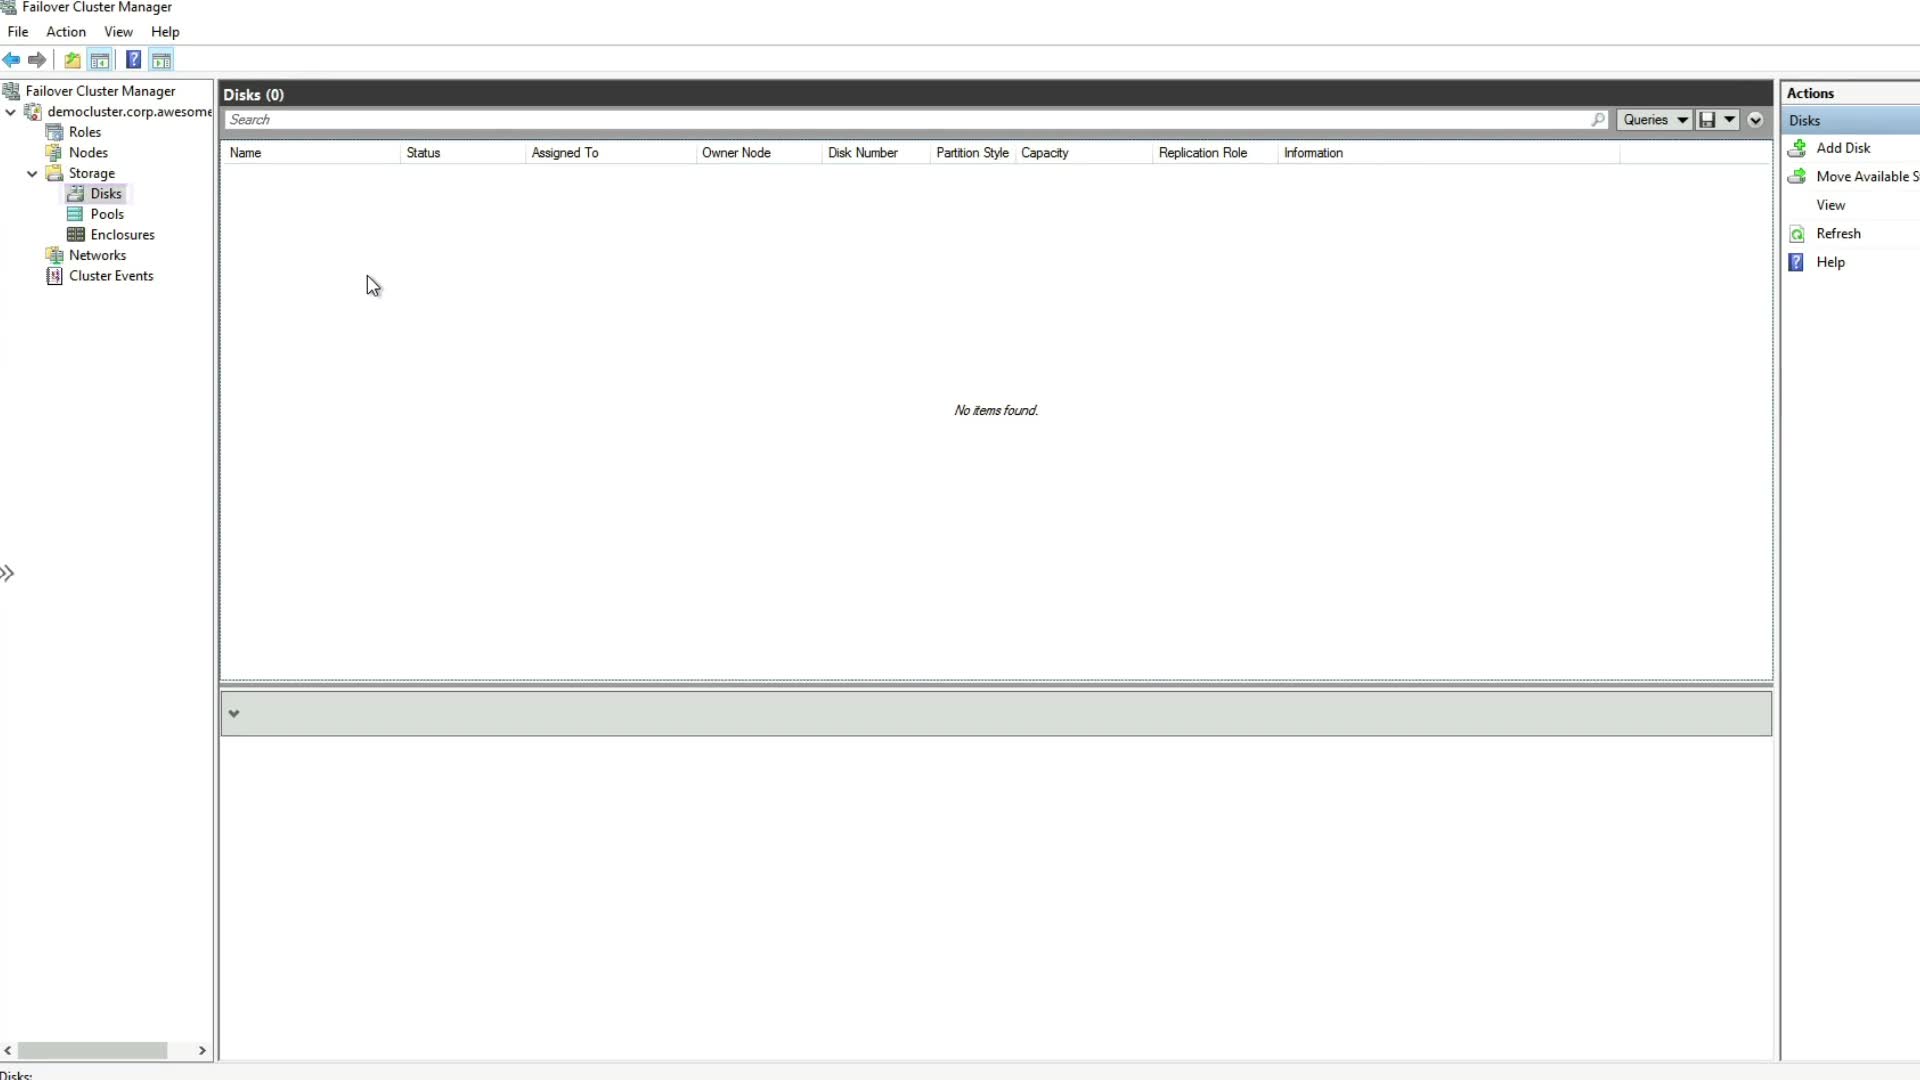 Failover Cluster Manager
File Action View Help
Failover Cluster Manager
democluster.corp.awesome
Roles
Nodes
Storage
Disks
Pools
Enclosures
Networks
Cluster Events
Disks (0)
Search
Queries
Name Status Assigned To Owner Node Disk Number Partition Style Capacity Replication Role Information
No items found.
Actions
Disks
Add Disk
Move Available S
View
Refresh
Help
Disks: